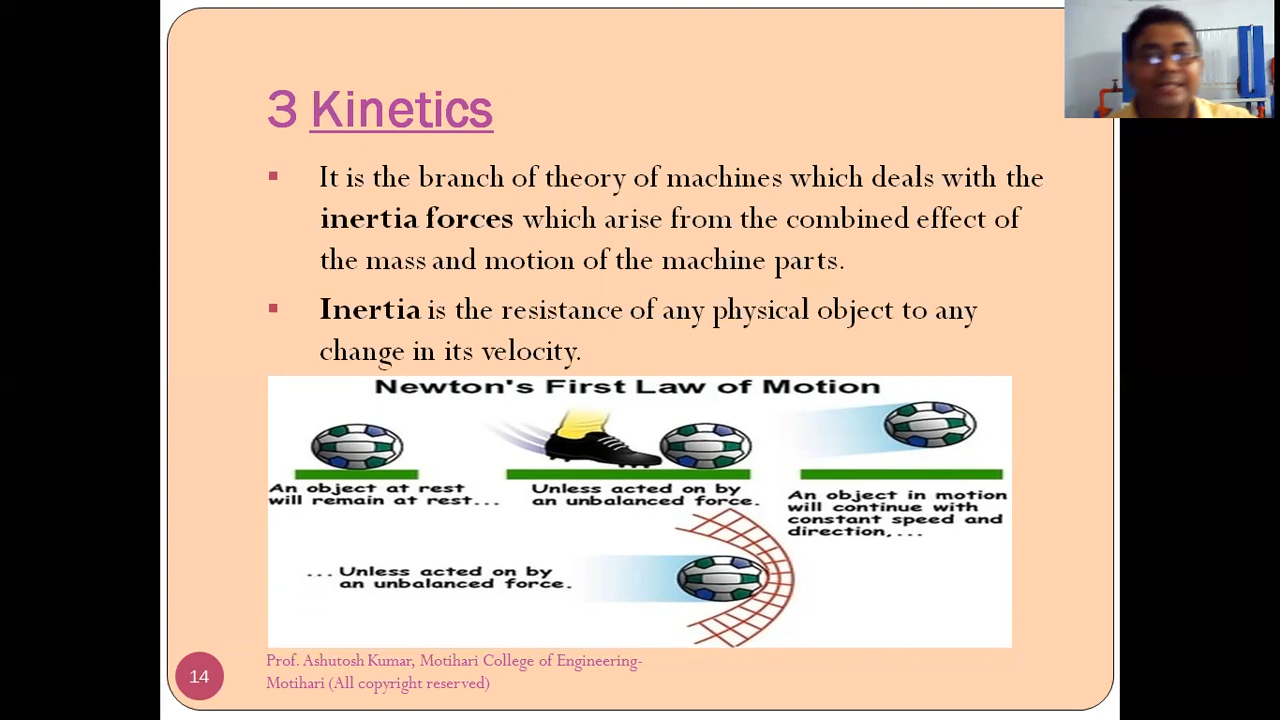 3 Kinetics
It is the branch of theory of machines which deals with the
inertia forces which arise from the combined effect of
the mass and motion of the machine parts.
Inertia is the resistance of any physical object to any
change in its velocity.
Newton's First Law of Motion
An object at rest
will remain at rest...
Unless acted on by
an unbalanced force.
An object in motion
will continue with
constant speed and
direction,...
... Unless acted on by
an unbalanced force.
Prof. Ashutosh Kumar, Motihari College of Engineering-
Motihari (All copyright reserved)
14